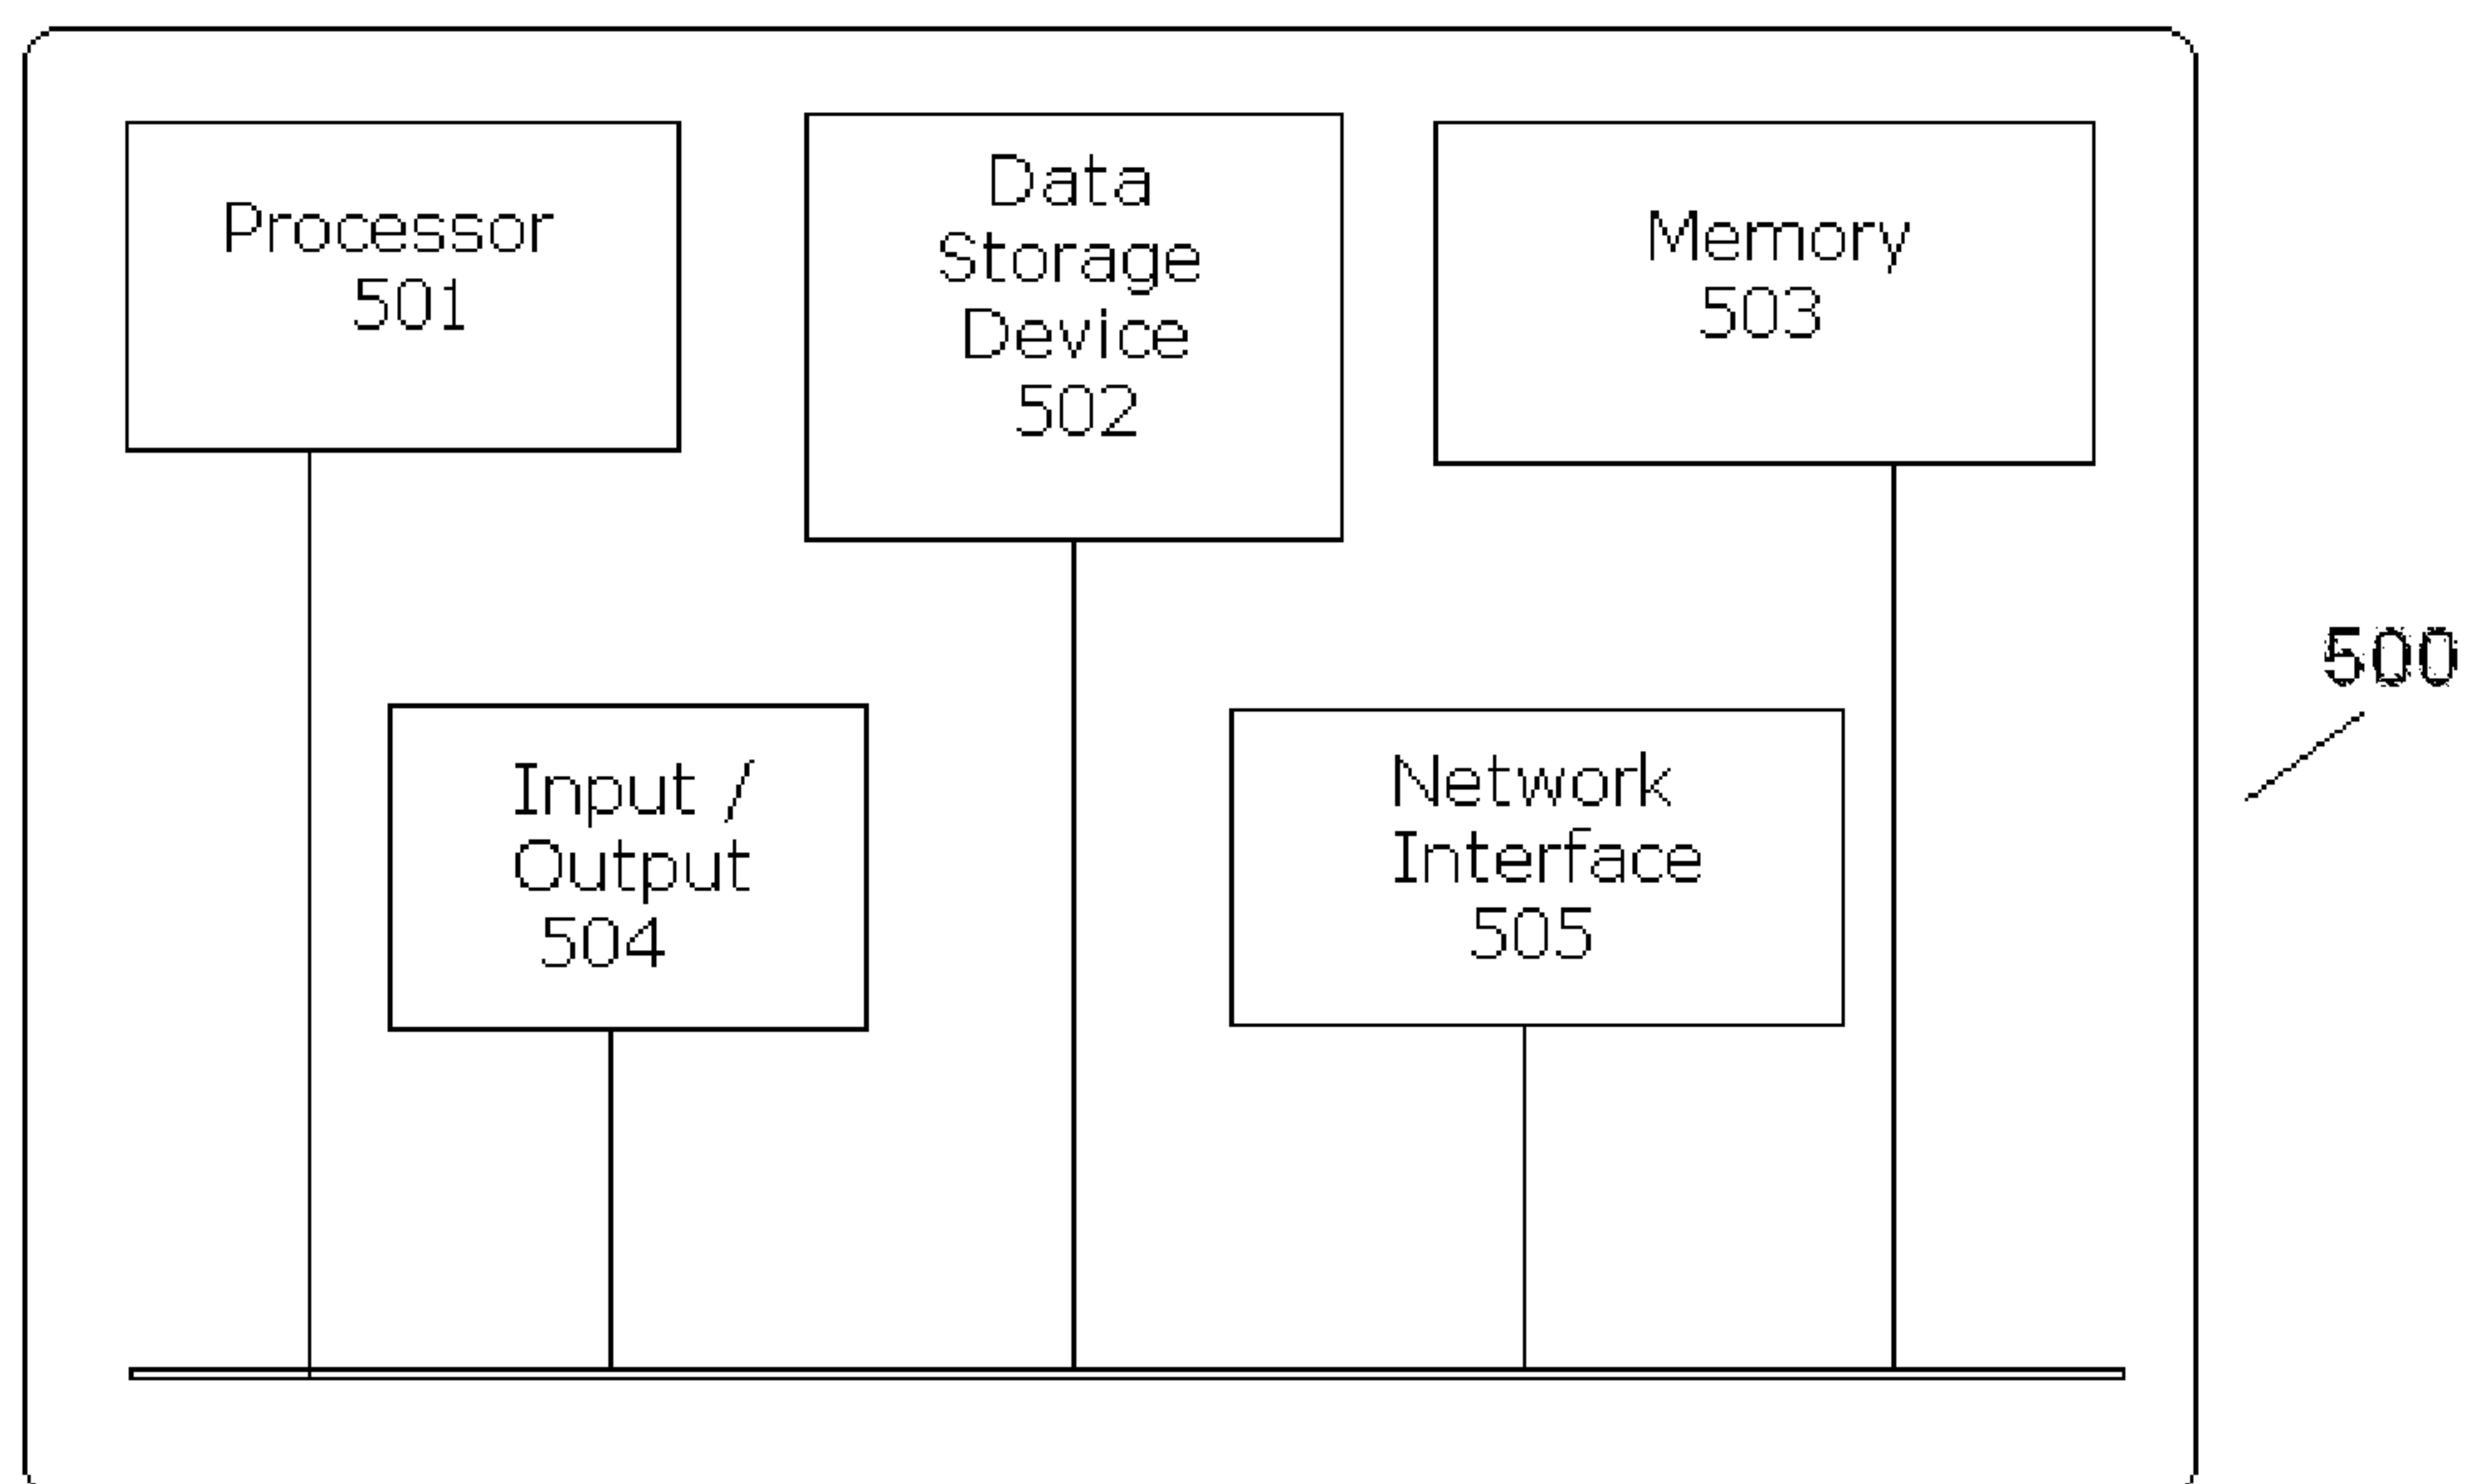 Processor
501
Data
Storage
Device
502
Memory
503
500
Input /
Output
504
Network
Interface
505